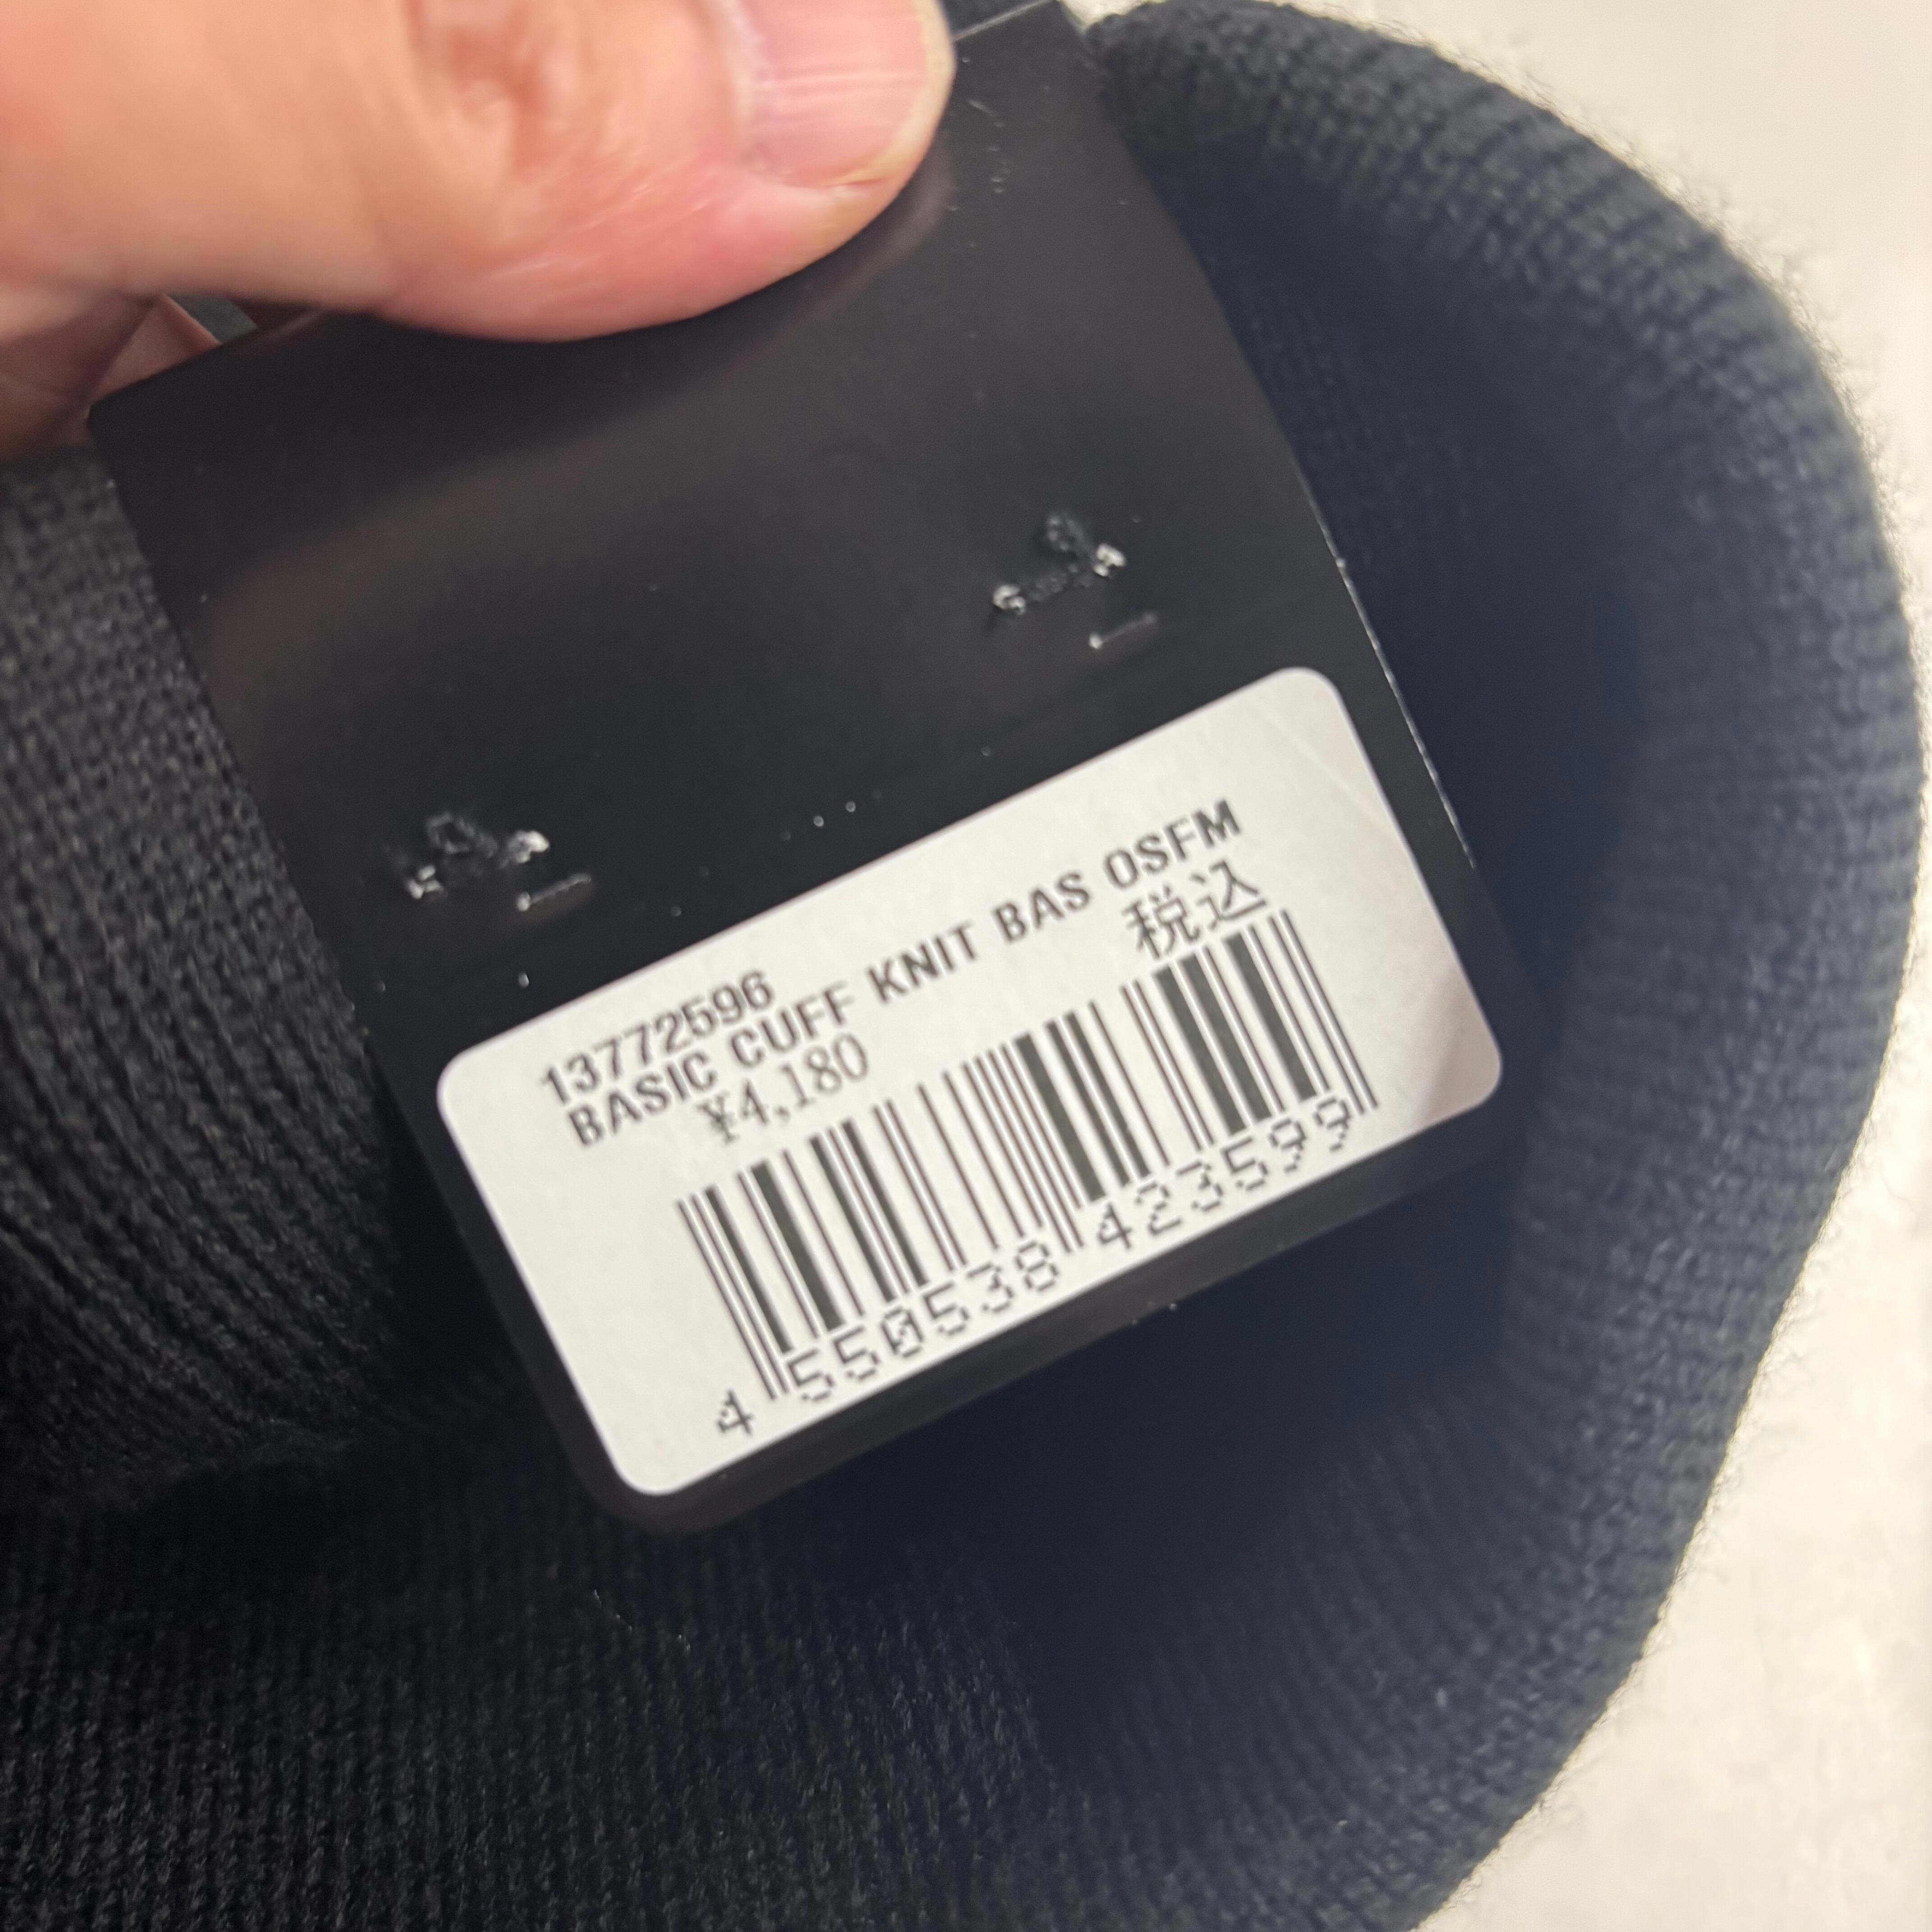 13772596
BASIC CUFF KNIT BAS OSFM
¥4,180 税込
4 550538 423599